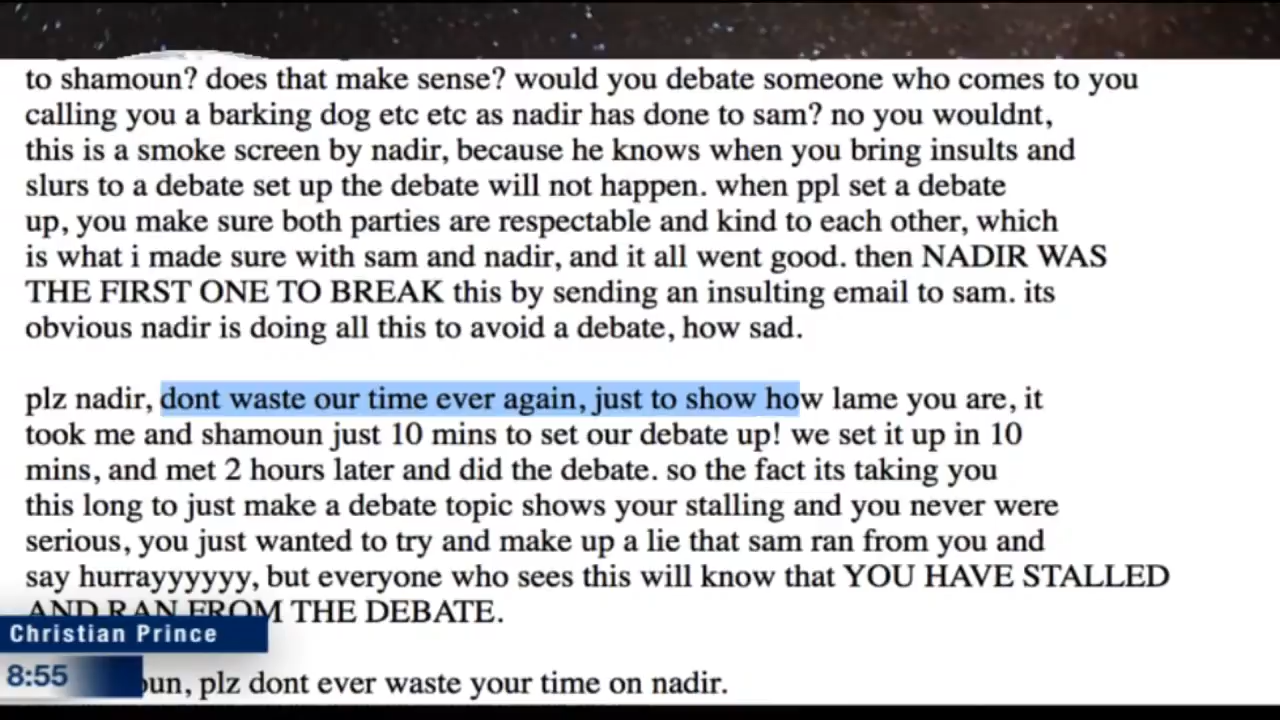 to shamoun? does that make sense? would you debate someone who comes to you
calling you a barking dog etc etc as nadir has done to sam? no you wouldnt,
this is a smoke screen by nadir, because he knows when you bring insults and
slurs to a debate set up the debate will not happen. when ppl set a debate
up, you make sure both parties are respectable and kind to each other, which
is what i made sure with sam and nadir, and it all went good. then NADIR WAS
THE FIRST ONE TO BREAK this by sending an insulting email to sam. its
obvious nadir is doing all this to avoid a debate, how sad.
plz nadir, dont waste our time ever again, just to show how lame you are, it
took me and shamoun just 10 mins to set our debate up! we set it up in 10
mins, and met 2 hours later and did the debate. so the fact its taking you
this long to just make a debate topic shows your stalling and you never were
serious, you just wanted to try and make up a lie that sam ran from you and
say hurrayyyyyy, but everyone who sees this will know that YOU HAVE STALLED
AND RAN FROM THE DEBATE.
Christian Prince
8:55
oun, plz dont ever waste your time on nadir.